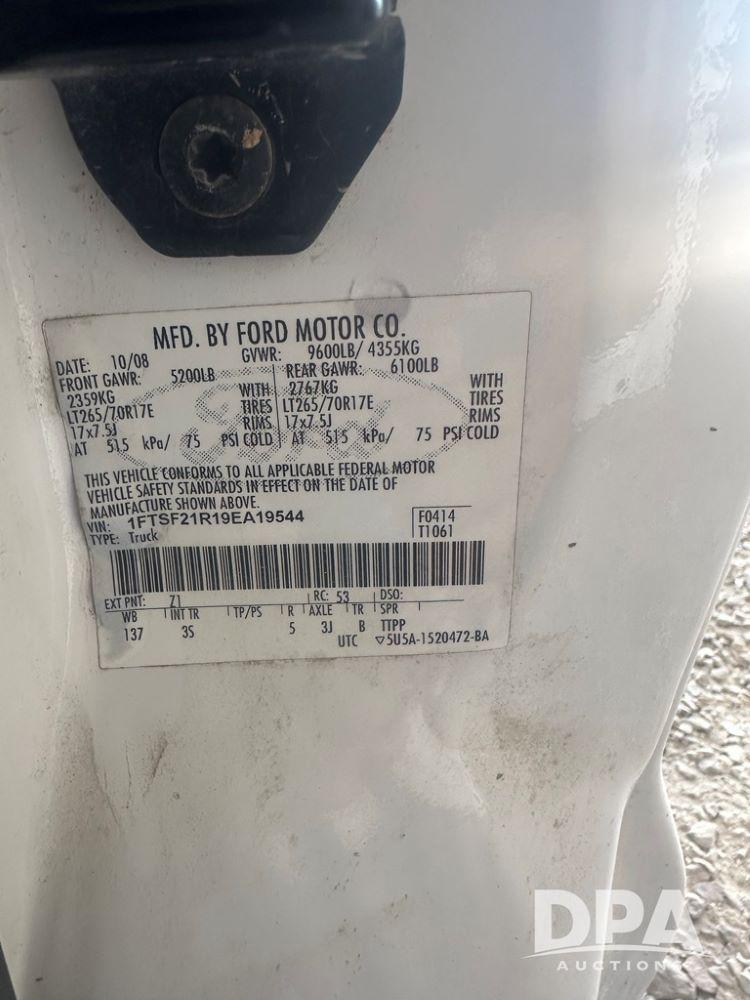 MFD. BY FORD MOTOR CO.
DATE: 10/08 GVWR: 9600LB/ 4355KG
FRONT GAWR: 5200LB REAR GAWR: 6100LB
2359KG WITH 2767KG WITH
LT265/70R17E TIRES LT265/70R17E TIRES
17x7.5J RIMS 17x7.5J RIMS
AT 515 kPa/ 75 PSI COLD AT 515 kPa/ 75 PSI COLD
Ford
THIS VEHICLE CONFORMS TO ALL APPLICABLE FEDERAL MOTOR
VEHICLE SAFETY STANDARDS IN EFFECT ON THE DATE OF
MANUFACTURE SHOWN ABOVE.
VIN: 1FTSF21R19EA19544 F0414
TYPE: Truck T1061
EXT PNT: 71 RC: 53 DSO:
WB INT TR TP/PS R AXLE TR SPR
137 3S 5 3J B TTPP
UTC ▽5U5A-1520472-BA
DPA
AUCTIONS